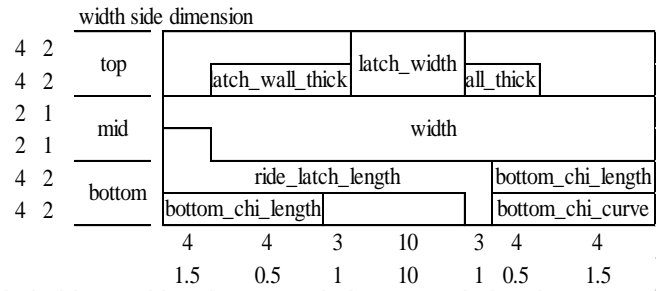 width side dimension
4 2
top
latch_width
4 2
atch_wall_thick
all_thick
2 1
mid
width
2 1
4 2
bottom
ride_latch_length
bottom_chi_length
4 2
bottom_chi_length
bottom_chi_curve
4 4 3 10 3 4 4
1.5 0.5 1 10 1 0.5 1.5